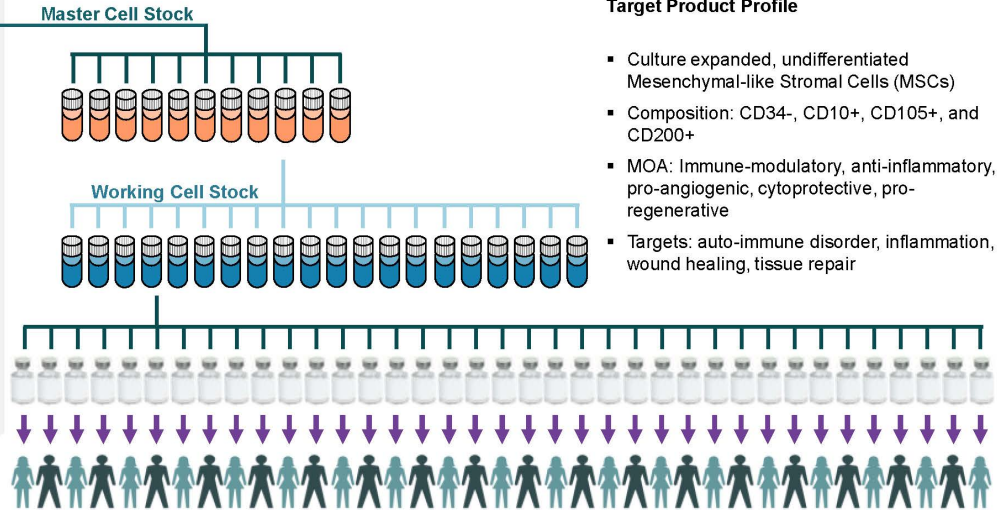 Master Cell Stock
Working Cell Stock
Target Product Profile
▪ Culture expanded, undifferentiated
Mesenchymal-like Stromal Cells (MSCs)
▪ Composition: CD34-, CD10+, CD105+, and
CD200+
▪ MOA: Immune-modulatory, anti-inflammatory,
pro-angiogenic, cytoprotective, pro-
regenerative
▪ Targets: auto-immune disorder, inflammation,
wound healing, tissue repair